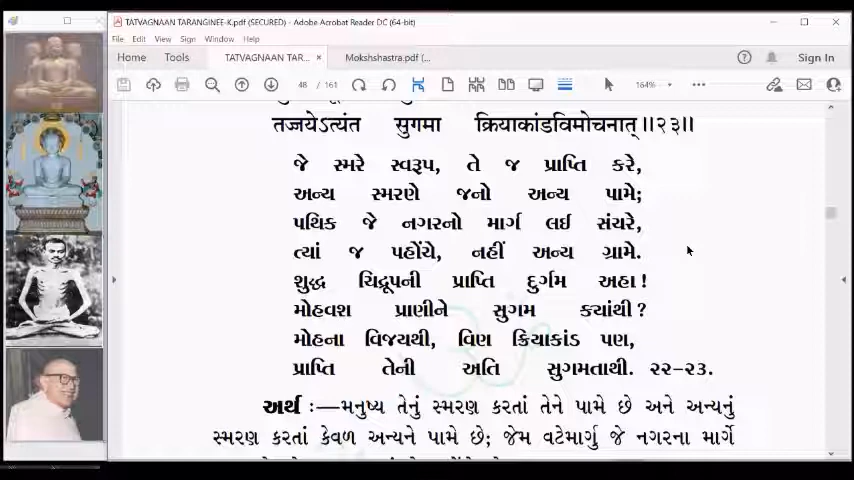 TATVAGNAAN TARANGINEE-K.pdf (SECURED) - Adobe Acrobat Reader DC (64-bit)
File Edit View Sign Window Help
Home Tools TATVAGNAAN TAR... × Mokshshastra.pdf (... Sign In
48 / 161 164%
तज्जयेऽत्यंत सुगमा क्रियाकांडविमोचनात्॥२३॥
જે સ્મરે સ્વરૂપ, તે જ પ્રાપ્તિ કરે,
અન્ય સ્મરણે જનો અન્ય પામે;
પથિક જે નગરનો માર્ગ લઈ સંચરે,
ત્યાં જ પહોંચે, નહીં અન્ય ગ્રામે.
શુદ્ધ ચિદ્રૂપની પ્રાપ્તિ દુર્ગમ અહા!
મોહવશ પ્રાણીને સુગમ ક્યાંથી?
મોહના વિજયથી, વિણ ક્રિયાકાંડ પણ,
પ્રાપ્તિ તેની અતિ સુગમતાથી. ૨૨–૨૩.
અર્થ :—મનુષ્ય તેનું સ્મરણ કરતાં તેને પામે છે અને અન્યનું
સ્મરણ કરતાં કેવળ અન્યને પામે છે; જેમ વટેમાર્ગુ જે નગરના માર્ગે